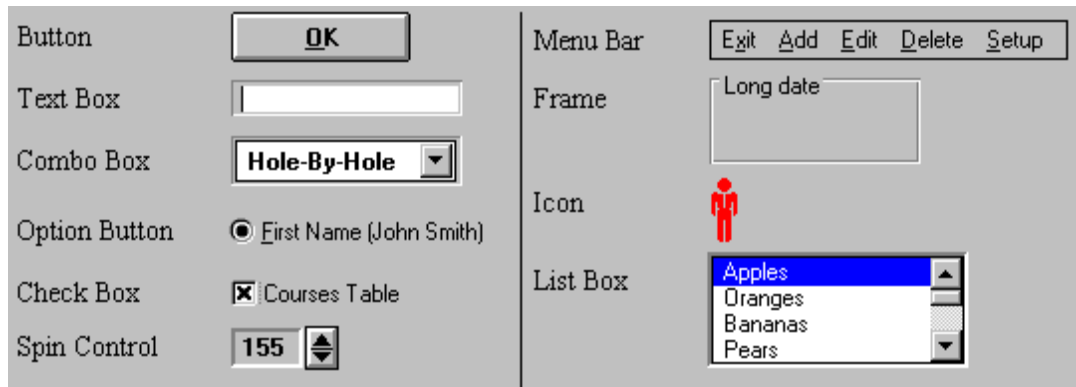 Button OK
Text Box
Combo Box Hole-By-Hole
Option Button First Name (John Smith)
Check Box Courses Table
Spin Control 155
Menu Bar Exit Add Edit Delete Setup
Frame Long date
Icon
List Box Apples
Oranges
Bananas
Pears